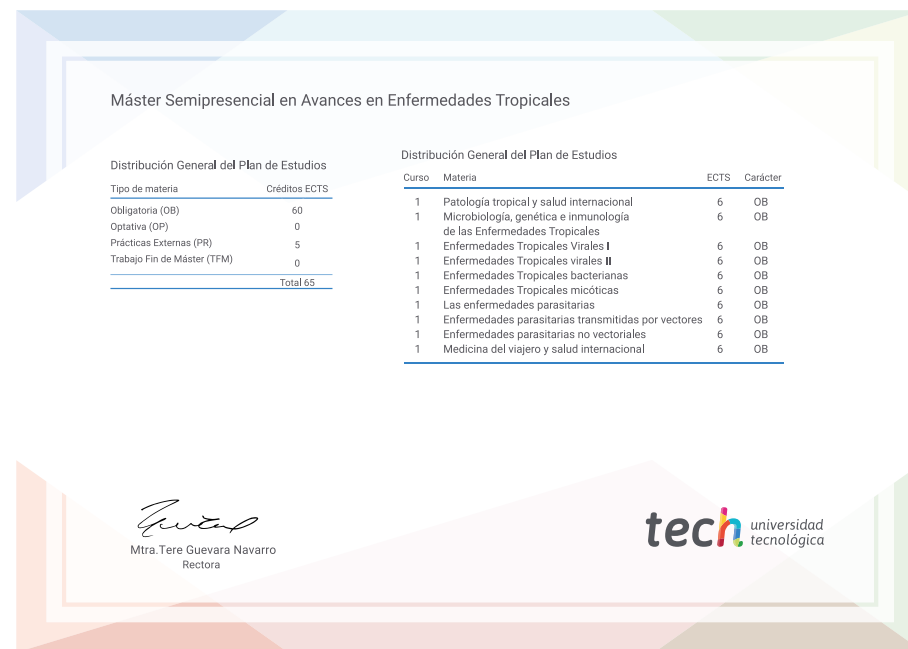 Máster Semipresencial en Avances en Enfermedades Tropicales
Distribución General del Plan de Estudios
Tipo de materia Créditos ECTS
Obligatoria (OB) 60
Optativa (OP) 0
Prácticas Externas (PR) 5
Trabajo Fin de Máster (TFM) 0
Total 65
Distribución General del Plan de Estudios
Curso Materia ECTS Carácter
1 Patología tropical y salud internacional 6 OB
1 Microbiología, genética e inmunología 6 OB
de las Enfermedades Tropicales
1 Enfermedades Tropicales Virales I 6 OB
1 Enfermedades Tropicales virales II 6 OB
1 Enfermedades Tropicales bacterianas 6 OB
1 Enfermedades Tropicales micóticas 6 OB
1 Las enfermedades parasitarias 6 OB
1 Enfermedades parasitarias transmitidas por vectores 6 OB
1 Enfermedades parasitarias no vectoriales 6 OB
1 Medicina del viajero y salud internacional 6 OB
Mtra.Tere Guevara Navarro
Rectora
tech universidad
tecnológica